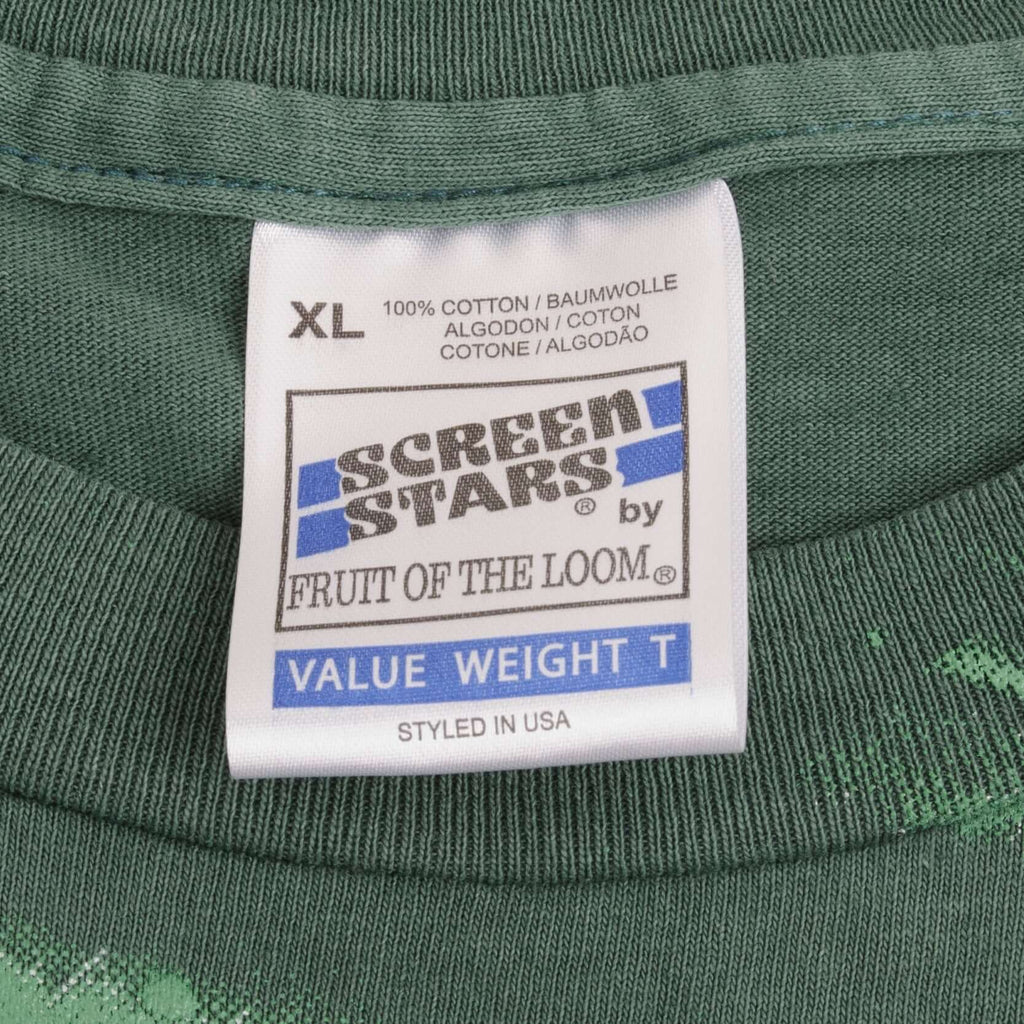 XL
100% COTTON / BAUMWOLLE
ALGODON / COTON
COTONE / ALGODÃO
SCREEN
STARS® by
FRUIT OF THE LOOM®
VALUE WEIGHT T
STYLED IN USA